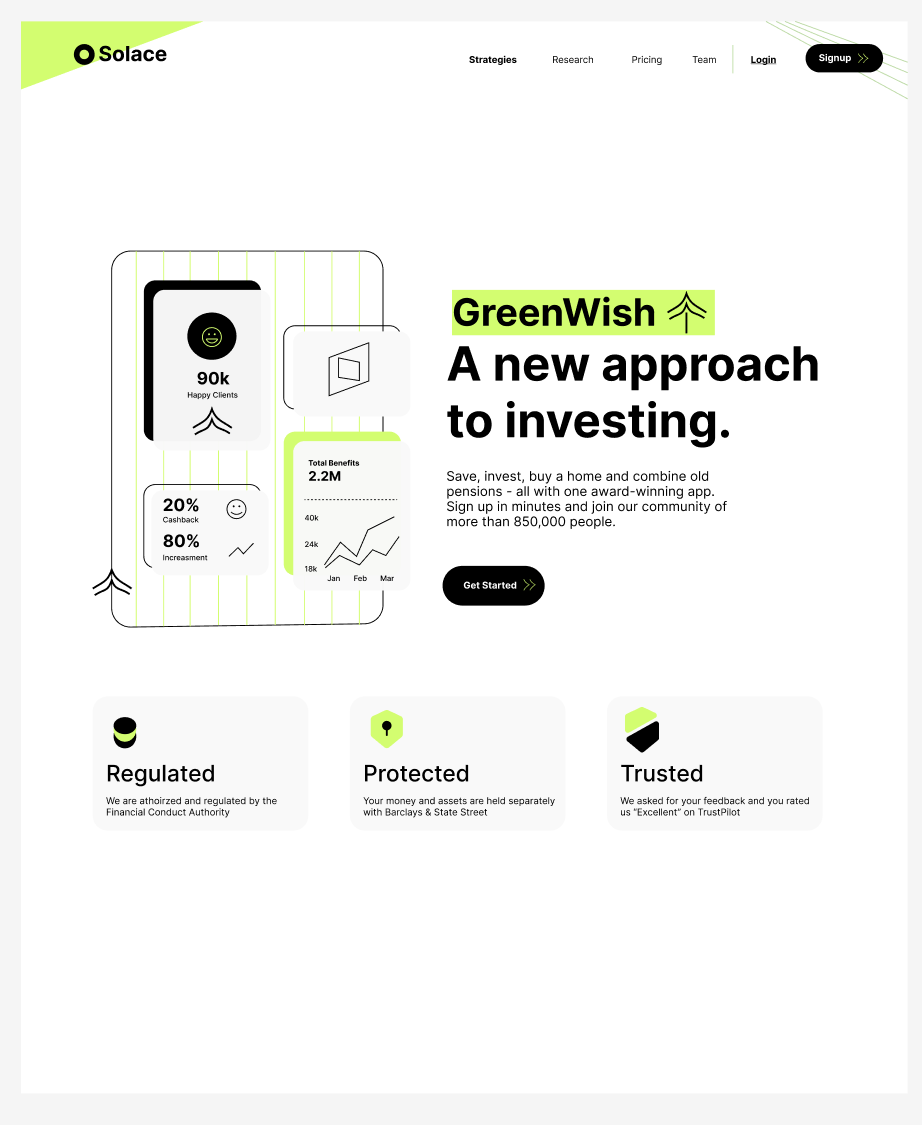 Solace
Strategies
Research
Pricing
Team
Login
Signup
90k
Happy Clients
20%
Cashback
80%
Increasment
Total Benefits
2.2M
40k
24k
18k
Jan Feb Mar
GreenWish
A new approach
to investing.
Save, invest, buy a home and combine old
pensions - all with one award-winning app.
Sign up in minutes and join our community of
more than 850,000 people.
Get Started
Regulated
We are athoirzed and regulated by the
Financial Conduct Authority
Protected
Your money and assets are held separately
with Barclays & State Street
Trusted
We asked for your feedback and you rated
us “Excellent” on TrustPilot